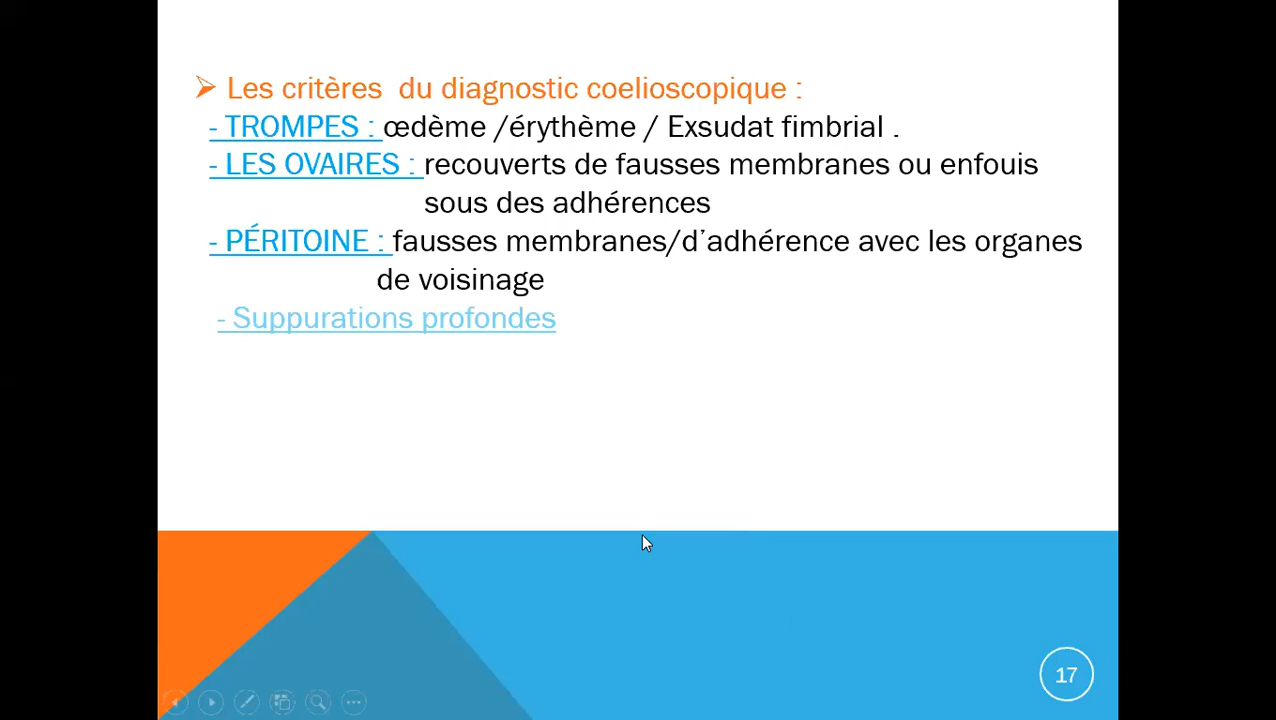 ➢ Les critères du diagnostic coelioscopique :
- TROMPES : œdème /érythème / Exsudat fimbrial .
- LES OVAIRES : recouverts de fausses membranes ou enfouis
sous des adhérences
- PÉRITOINE : fausses membranes/d’adhérence avec les organes
de voisinage
- Suppurations profondes
17